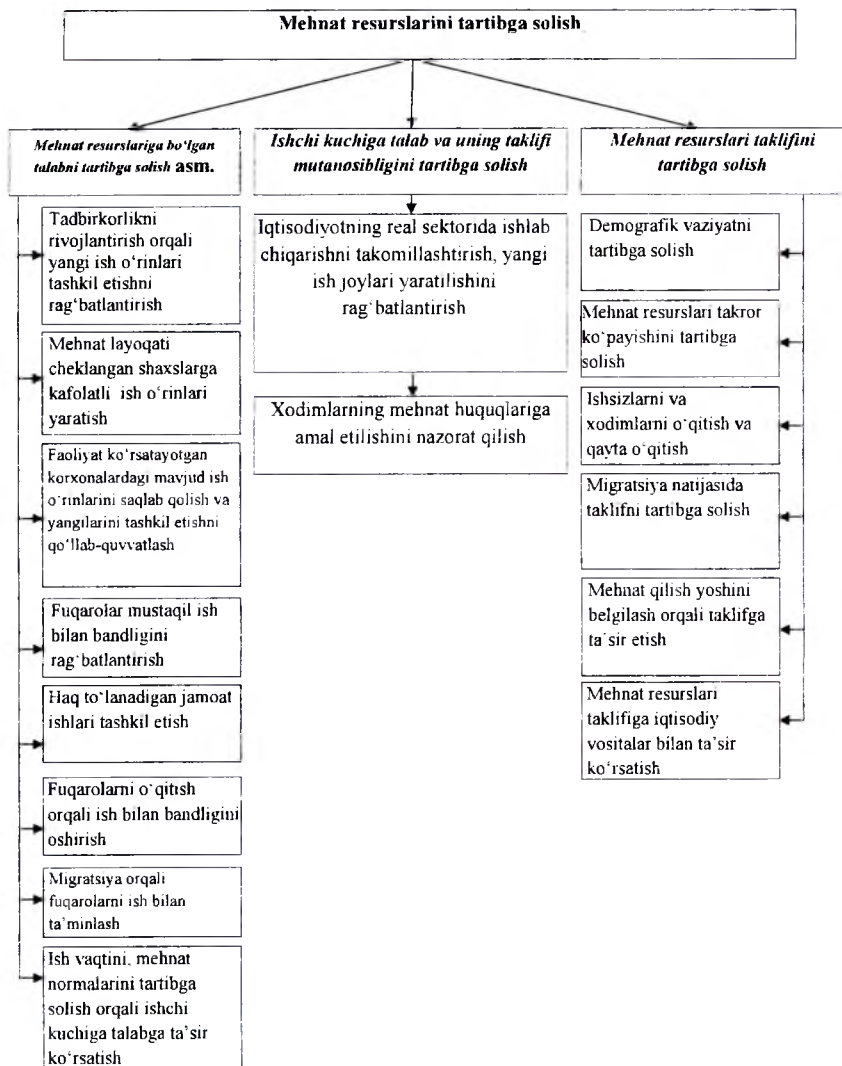 Mehnat resurslarini tartibga solish
Mehnat resurslariga bo‘lgan
talabni tartibga solish asm.
Tadbirkorlikni
rivojlantirish orqali
yangi ish o‘rinlari
tashkil etishni
rag‘batlantirish
Mehnat layoqati
cheklangan shaxslarga
kafolatli ish o‘rinlari
yaratish
Faoliyat ko‘rsatayotgan
korxonalardagi mavjud ish
o‘rinlarini saqlab qolish va
yangilarini tashkil etishni
qo‘llab-quvvatlash
Fuqarolar mustaqil ish
bilan bandligini
rag‘batlantirish
Haq to‘lanadigan jamoat
ishlari tashkil etish
Fuqarolarni o‘qitish
orqali ish bilan bandligini
oshirish
Migratsiya orqali
fuqarolarni ish bilan
ta’minlash
Ish vaqtini, mehnat
normalarini tartibga
solish orqali ishchi
kuchiga talabga ta’sir
ko‘rsatish
Ishchi kuchiga talab va uning taklifi
mutanosibligini tartibga solish
Iqtisodiyotning real sektorida ishlab
chiqarishni takomillashtirish, yangi
ish joylari yaratilishini
rag‘batlantirish
Xodimlarning mehnat huquqlariga
amal etilishini nazorat qilish
Mehnat resurslari taklifini
tartibga solish
Demografik vaziyatni
tartibga solish
Mehnat resurslari takror
ko‘payishini tartibga
solish
Ishsizlarni va
xodimlarni o‘qitish va
qayta o‘qitish
Migratsiya natijasida
taklifni tartibga solish
Mehnat qilish yoshini
belgilash orqali taklifga
ta’sir etish
Mehnat resurslari
taklifiga iqtisodiy
vositalar bilan ta’sir
ko‘rsatish